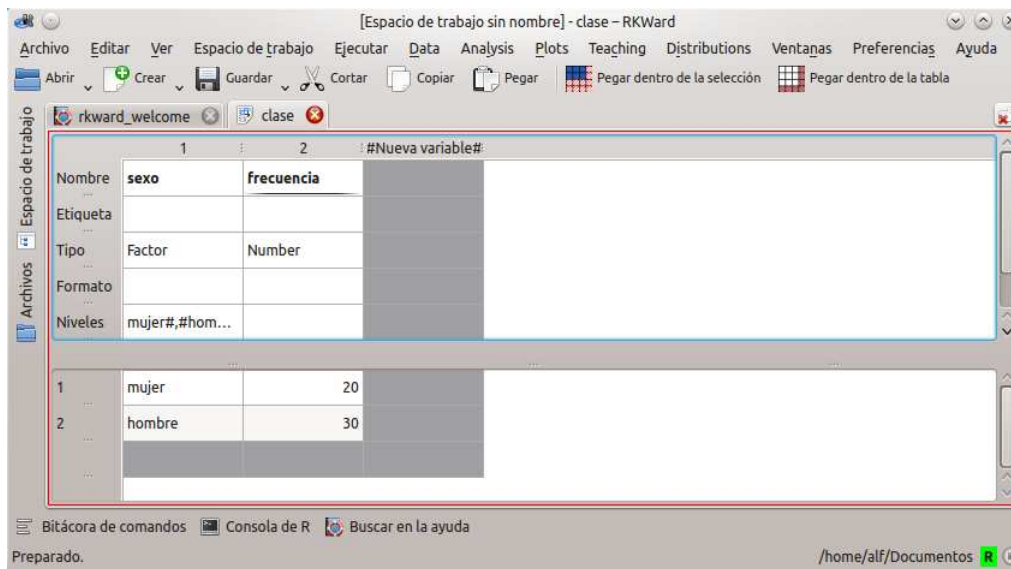 [Espacio de trabajo sin nombre] - clase – RKWard
Archivo Editar Ver Espacio de trabajo Ejecutar Data Analysis Plots Teaching Distributions Ventanas Preferencias Ayuda
Abrir Crear Guardar Cortar Copiar Pegar Pegar dentro de la selección Pegar dentro de la tabla
Espacio de trabajo
Archivos
rkward_welcome clase
1 2 #Nueva variable#
Nombre sexo frecuencia
Etiqueta
Tipo Factor Number
Formato
Niveles mujer#,#hom...
1 mujer 20
2 hombre 30
Bitácora de comandos Consola de R Buscar en la ayuda
Preparado. /home/alf/Documentos R